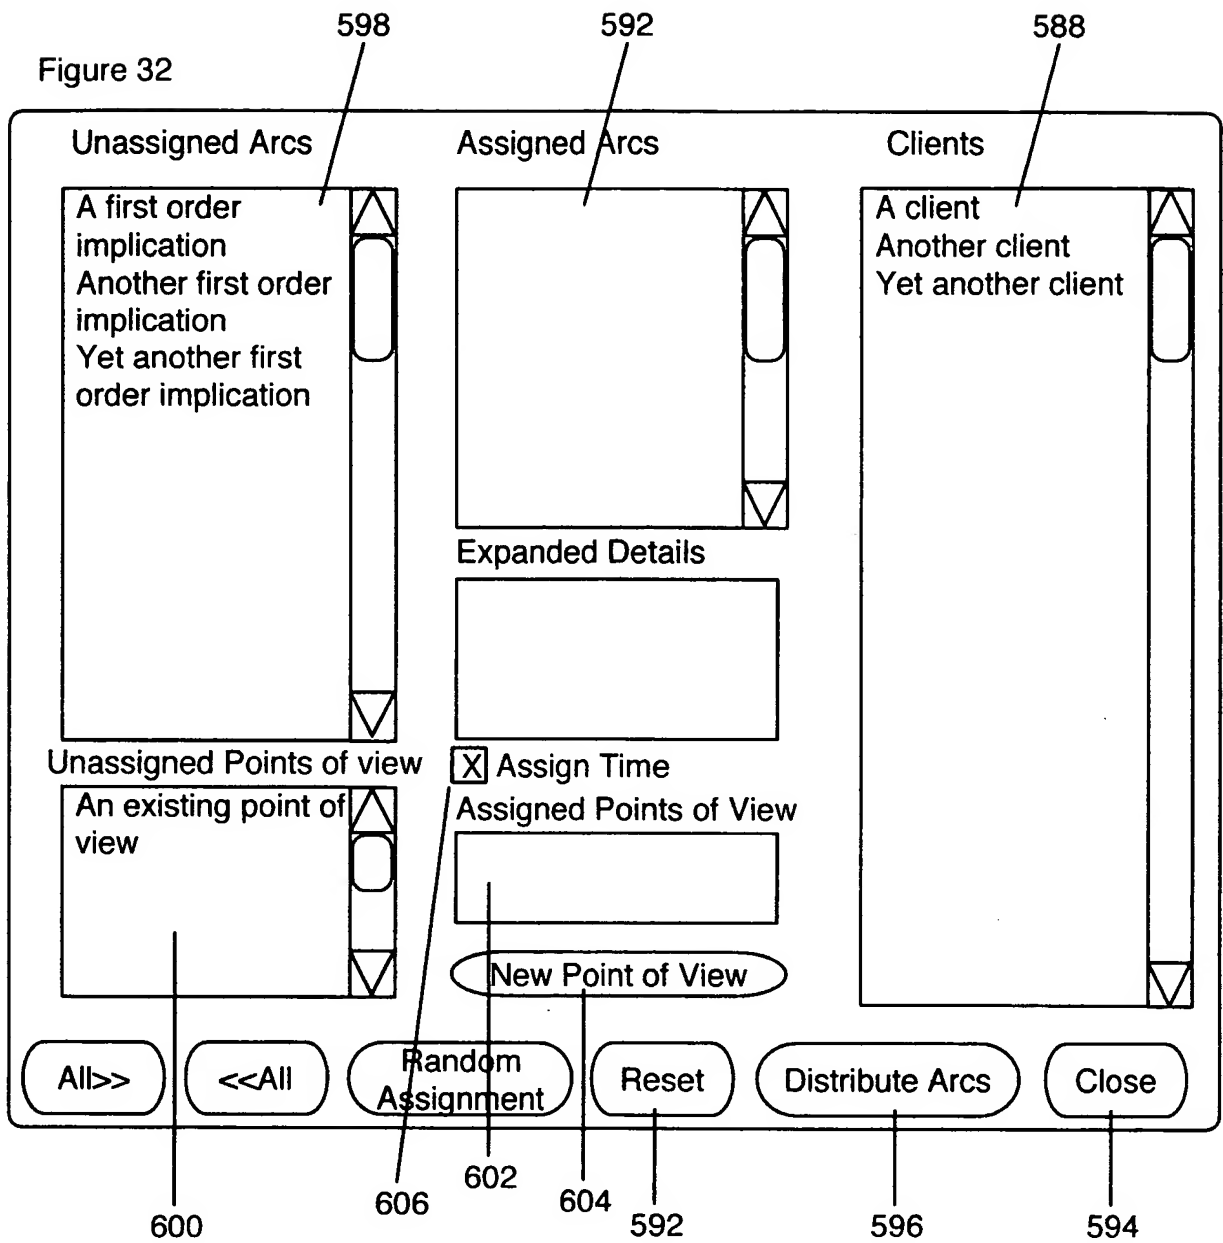 598
592
588
Figure 32
Unassigned Arcs
Assigned Arcs
Clients
A first order
implication
Another first order
implication
Yet another first
order implication
A client
Another client
Yet another client
Expanded Details
Unassigned Points of view
X Assign Time
An existing point of
view
Assigned Points of View
New Point of View
All>>
<<All
Random
Assignment
Reset
Distribute Arcs
Close
602
606
604
600
592
596
594